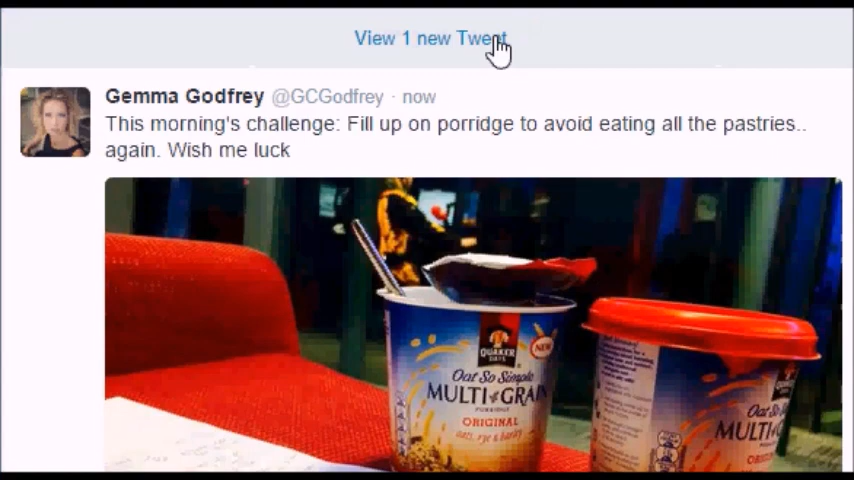 View 1 new Tweet
Gemma Godfrey @GCGodfrey · now
This morning's challenge: Fill up on porridge to avoid eating all the pastries..
again. Wish me luck
QUAKER
OATS
NEW
Oat So Simple
MULTI-GRAIN
PORRIDGE
ORIGINAL
oats, rye & barley
Oat So
MULTI